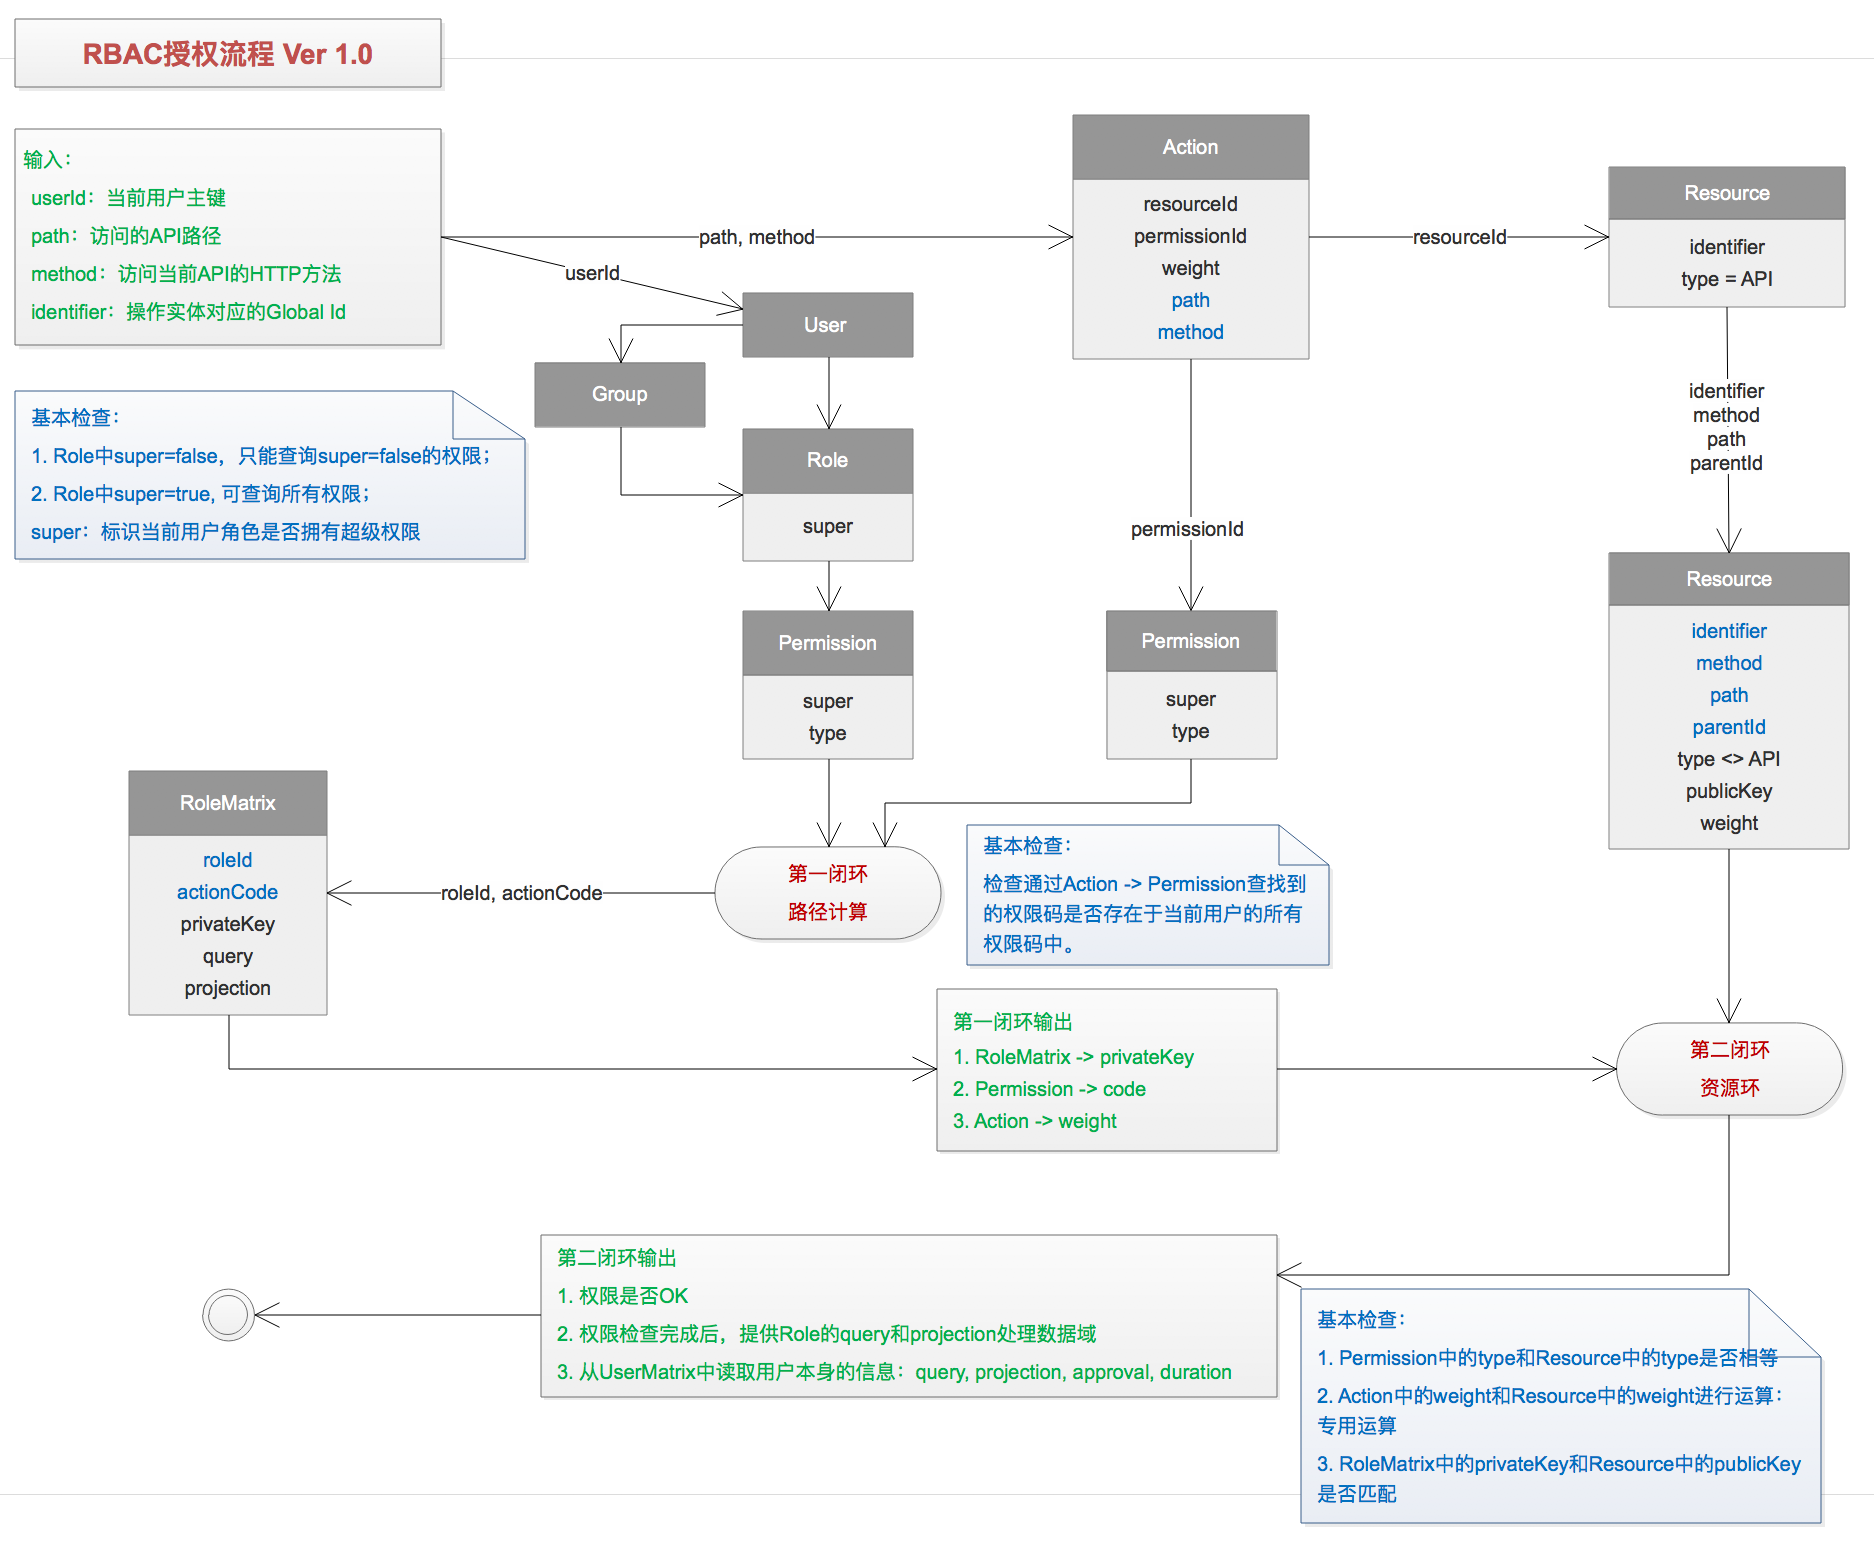 RBAC授权流程 Ver 1.0
输入：
userId：当前用户主键
path：访问的API路径
method：访问当前API的HTTP方法
identifier：操作实体对应的Global Id
基本检查：
1. Role中super=false，只能查询super=false的权限；
2. Role中super=true, 可查询所有权限；
super：标识当前用户角色是否拥有超级权限
path, method
userId
User
Group
Role
super
Permission
super
type
Action
resourceId
permissionId
weight
path
method
permissionId
Permission
super
type
resourceId
Resource
identifier
type = API
identifier
method
path
parentId
Resource
identifier
method
path
parentId
type <> API
publicKey
weight
RoleMatrix
roleId
actionCode
privateKey
query
projection
roleId, actionCode
第一闭环
路径计算
基本检查：
检查通过Action -> Permission查找到
的权限码是否存在于当前用户的所有
权限码中。
第一闭环输出
1. RoleMatrix -> privateKey
2. Permission -> code
3. Action -> weight
第二闭环
资源环
第二闭环输出
1. 权限是否OK
2. 权限检查完成后，提供Role的query和projection处理数据域
3. 从UserMatrix中读取用户本身的信息：query, projection, approval, duration
基本检查：
1. Permission中的type和Resource中的type是否相等
2. Action中的weight和Resource中的weight进行运算：
专用运算
3. RoleMatrix中的privateKey和Resource中的publicKey
是否匹配